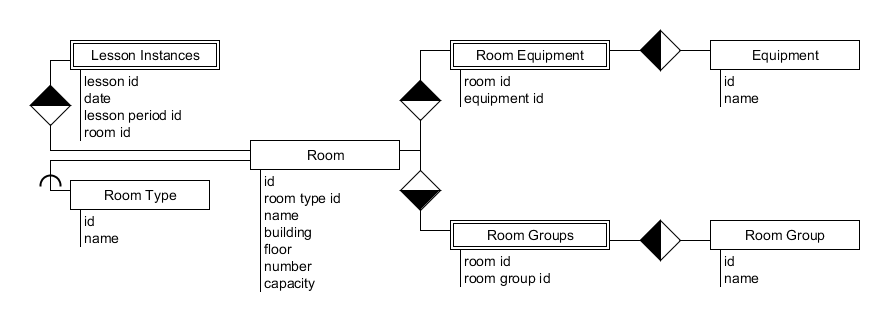 Lesson Instances
lesson id
date
lesson period id
room id
Room Equipment
room id
equipment id
Equipment
id
name
Room
id
room type id
name
building
floor
number
capacity
Room Type
id
name
Room Groups
room id
room group id
Room Group
id
name